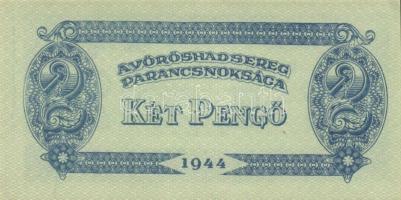 A VÖRÖSHADSEREG
PARANCSNOKSÁGA
2 KÉT PENGŐ 2
1944